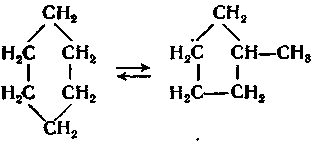 CH₂ CH₂
H₂C CH₂ ⇌ H₂C CH—CH₃
H₂C CH₂ H₂C—CH₂
CH₂